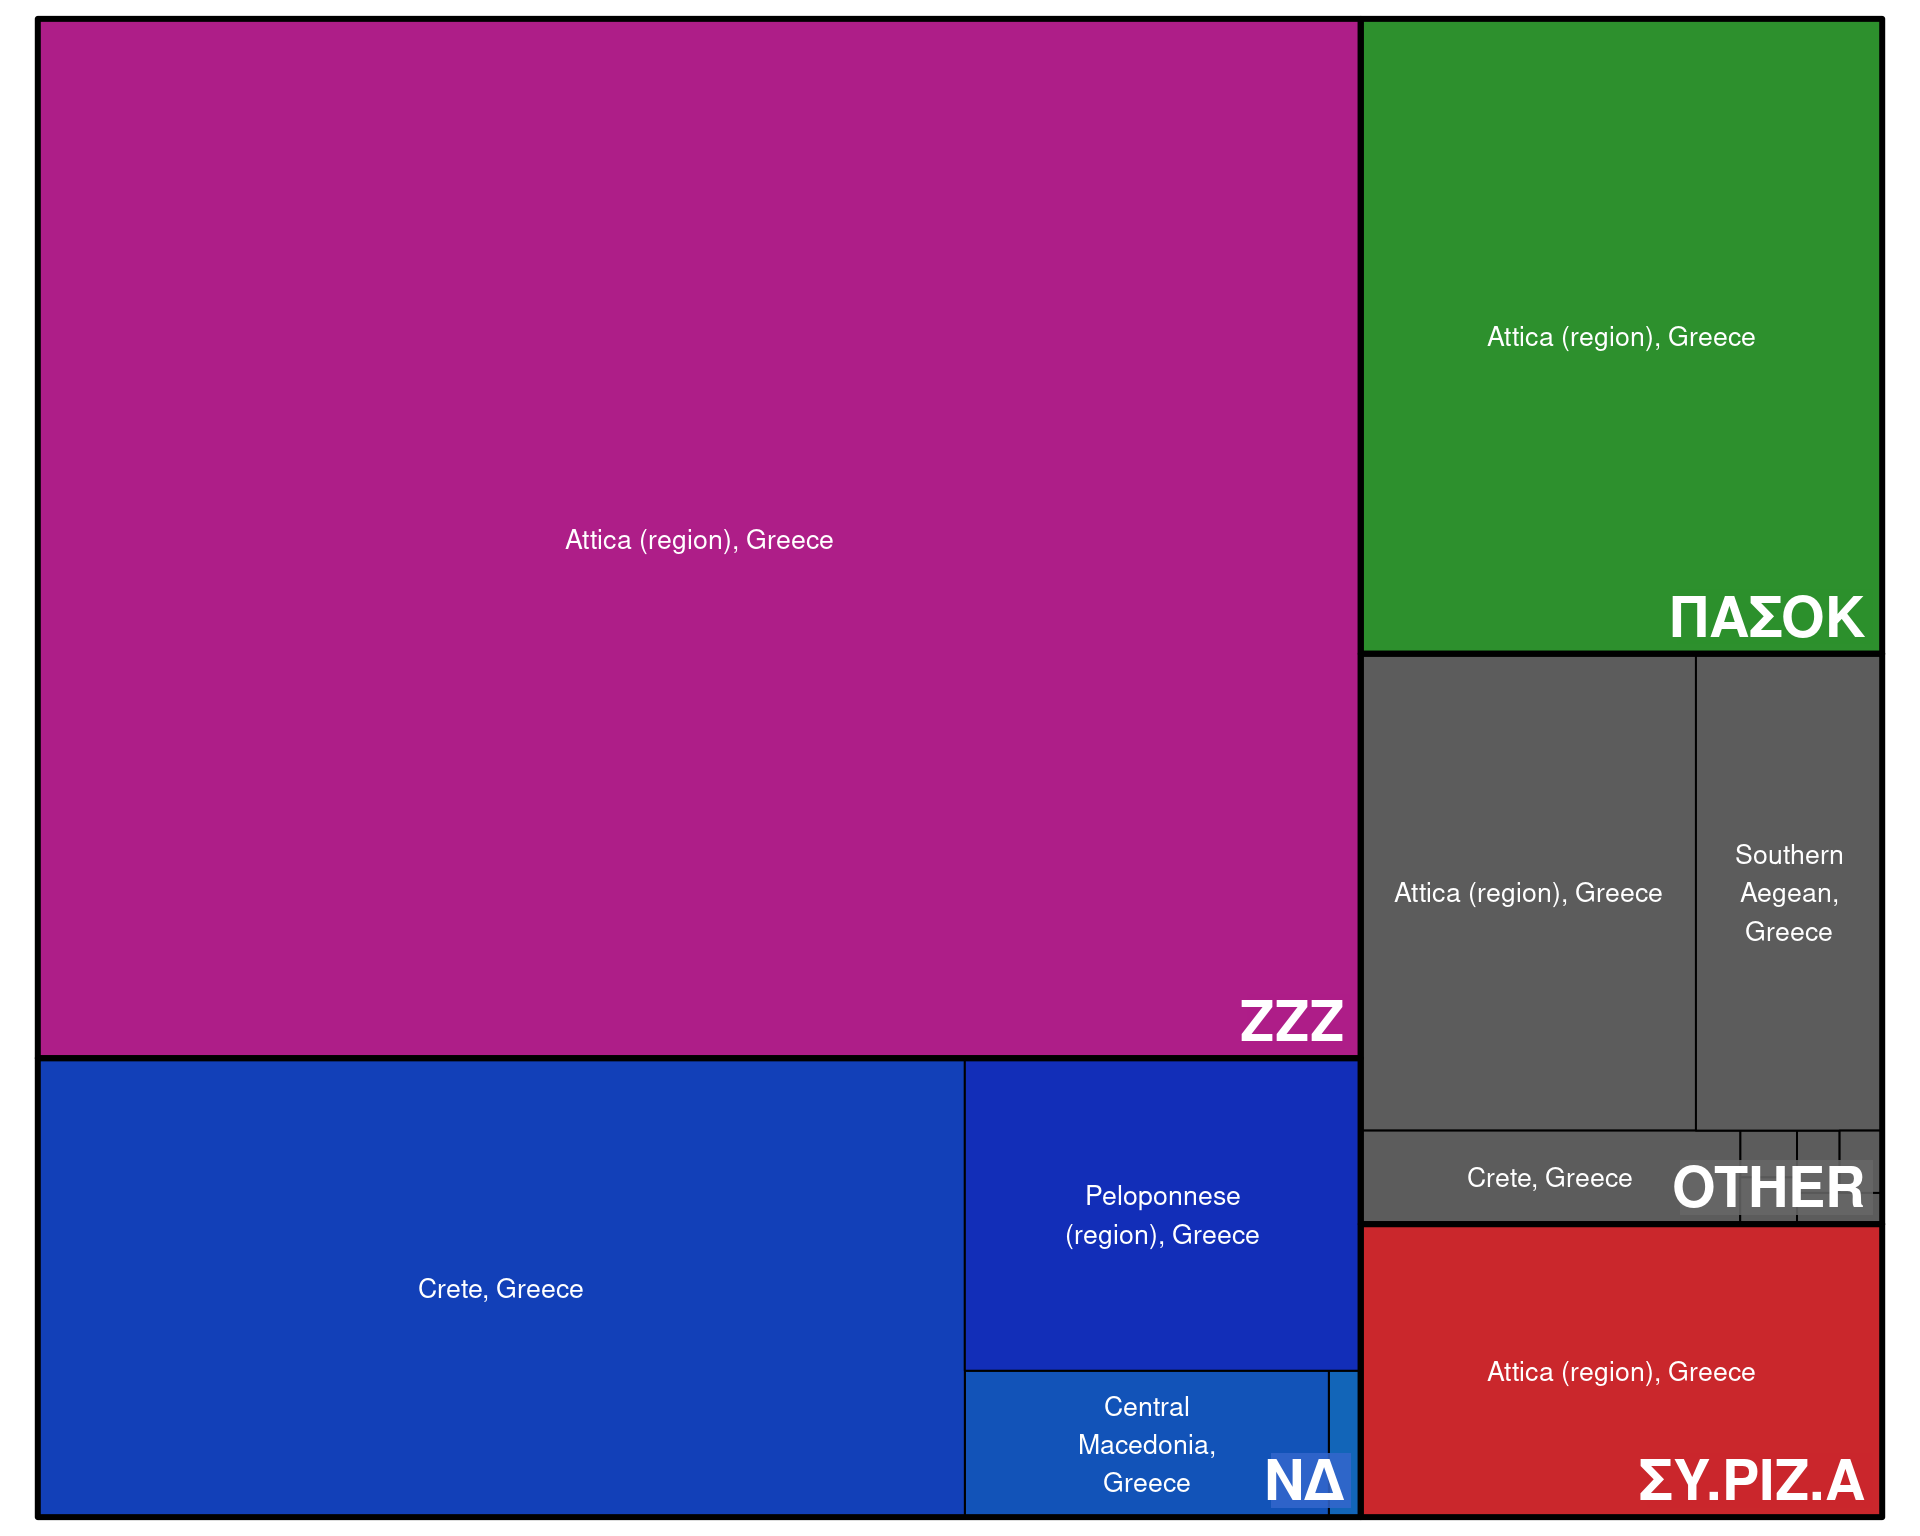 Attica (region), Greece
ZZZ
Attica (region), Greece
ΠΑΣΟΚ
Attica (region), Greece
Southern
Aegean,
Greece
Crete, Greece
OTHER
Crete, Greece
Peloponnese
(region), Greece
Central
Macedonia,
Greece
ΝΔ
Attica (region), Greece
ΣΥ.ΡΙΖ.Α